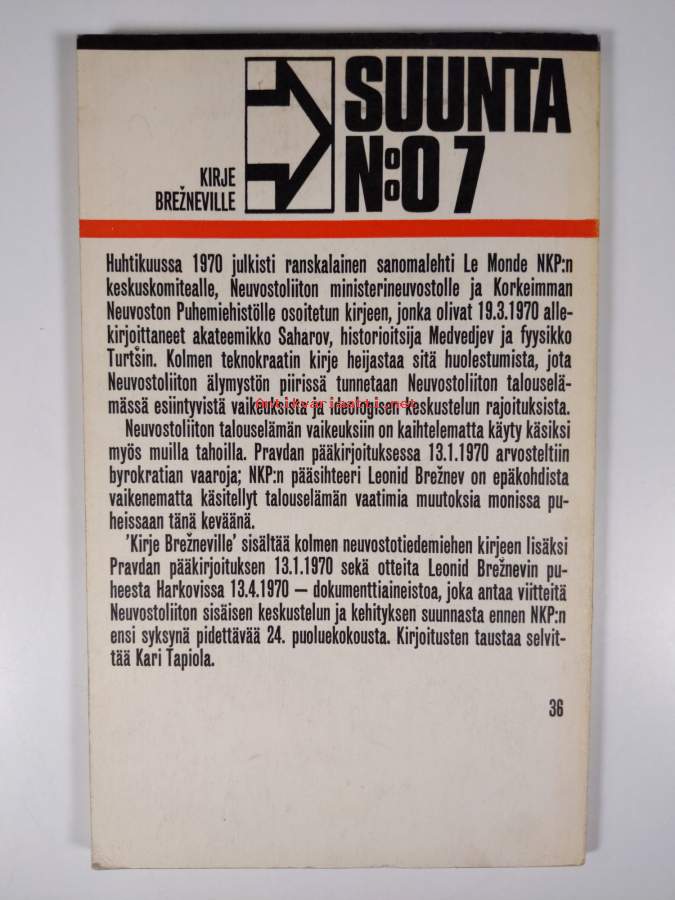 SUUNTA
N:o 7
KIRJE
BREŽNEVILLE
Huhtikuussa 1970 julkisti ranskalainen sanomalehti Le Monde NKP:n
keskuskomitealle, Neuvostoliiton ministerineuvostolle ja Korkeimman
Neuvoston Puhemiehistölle osoitetun kirjeen, jonka olivat 19.3.1970 alle-
kirjoittaneet akateemikko Saharov, historioitsija Medvedjev ja fyysikko
Turtšin. Kolmen teknokraatin kirje heijastaa sitä huolestumista, jota
Neuvostoliiton älymystön piirissä tunnetaan Neuvostoliiton talouselä-
mässä esiintyvistä vaikeuksista ja ideologisen keskustelun rajoituksista.
Antikvariaatti.net
Neuvostoliiton talouselämän vaikeuksiin on kaihtelematta käyty käsiksi
myös muilla tahoilla. Pravdan pääkirjoituksessa 13.1.1970 arvosteltiin
byrokratian vaaroja; NKP:n pääsihteeri Leonid Brežnev on epäkohdista
vaikenematta käsitellyt talouselämän vaatimia muutoksia monissa pu-
heissaan tänä keväänä.
'Kirje Brežneville' sisältää kolmen neuvostotiedemiehen kirjeen lisäksi
Pravdan pääkirjoituksen 13.1.1970 sekä otteita Leonid Brežnevin pu-
heesta Harkovissa 13.4.1970 — dokumenttiaineistoa, joka antaa viitteitä
Neuvostoliiton sisäisen keskustelun ja kehityksen suunnasta ennen NKP:n
ensi syksynä pidettävää 24. puoluekokousta. Kirjoitusten taustaa selvit-
tää Kari Tapiola.
36